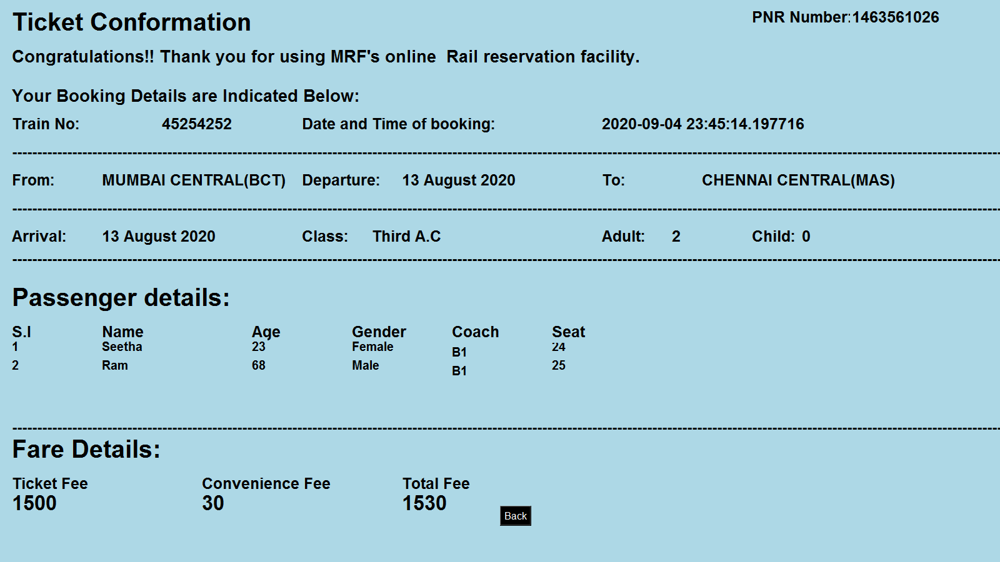 Ticket Conformation PNR Number:1463561026
Congratulations!! Thank you for using MRF's online  Rail reservation facility.
Your Booking Details are Indicated Below:
Train No: 45254252 Date and Time of booking: 2020-09-04 23:45:14.197716
From: MUMBAI CENTRAL(BCT) Departure: 13 August 2020 To: CHENNAI CENTRAL(MAS)
Arrival: 13 August 2020 Class: Third A.C Adult: 2 Child: 0
Passenger details:
S.I Name Age Gender Coach Seat
1 Seetha 23 Female B1 24
2 Ram 68 Male B1 25
Fare Details:
Ticket Fee Convenience Fee Total Fee
1500 30 1530
Back